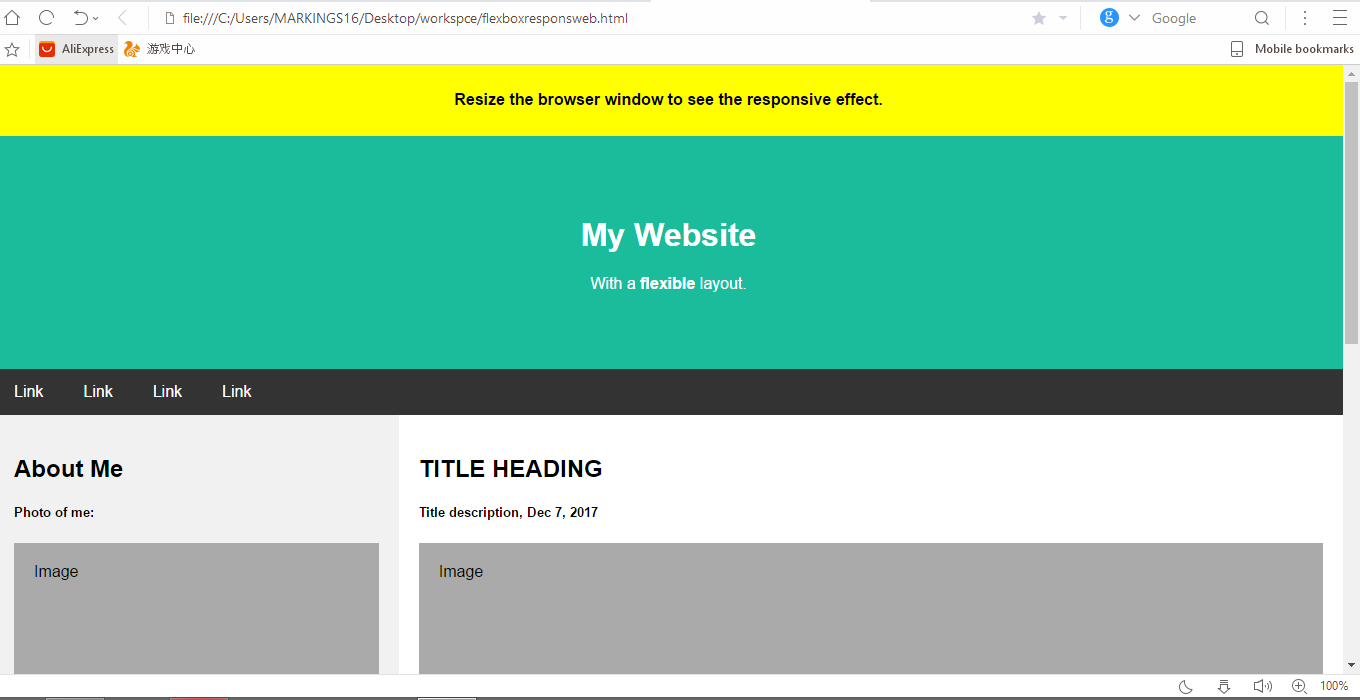 file:///C:/Users/MARKINGS16/Desktop/workspce/flexboxresponsweb.html
Google
AliExpress 游戏中心 Mobile bookmarks
Resize the browser window to see the responsive effect.
My Website
With a flexible layout.
Link Link Link Link
About Me
Photo of me:
Image
TITLE HEADING
Title description, Dec 7, 2017
Image
100%